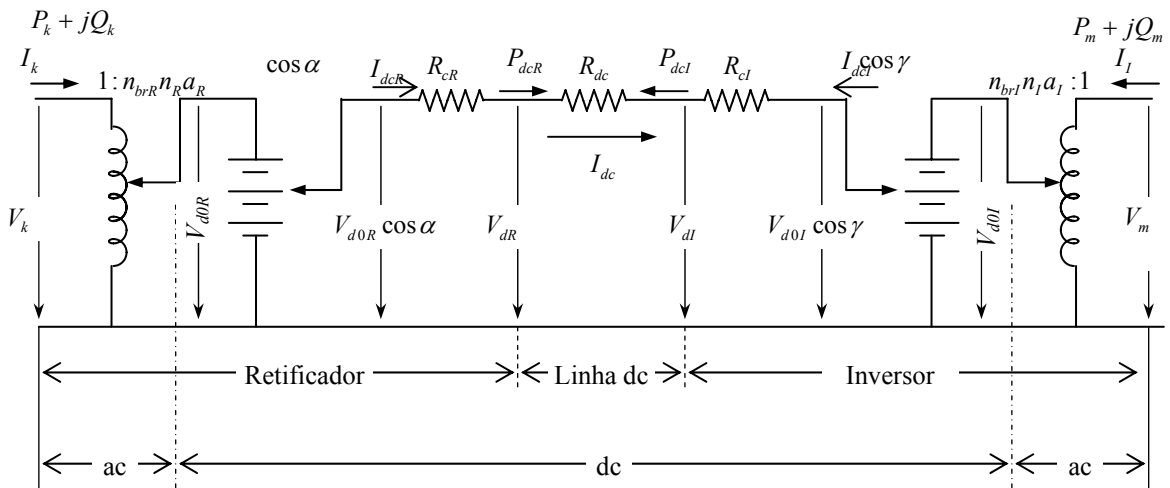 P_k + jQ_k
P_m + jQ_m
I_k
cos α
I_dcR
R_cR
P_dcR
R_dc
P_dcI
R_cI
I_dcI
cos γ
I_I
1 : n_brR n_R a_R
n_brI n_I a_I : 1
I_dc
V_k
V_d0R
V_d0R cos α
V_dR
V_dI
V_d0I cos γ
V_d0I
V_m
Retificador
Linha dc
Inversor
ac
dc
ac